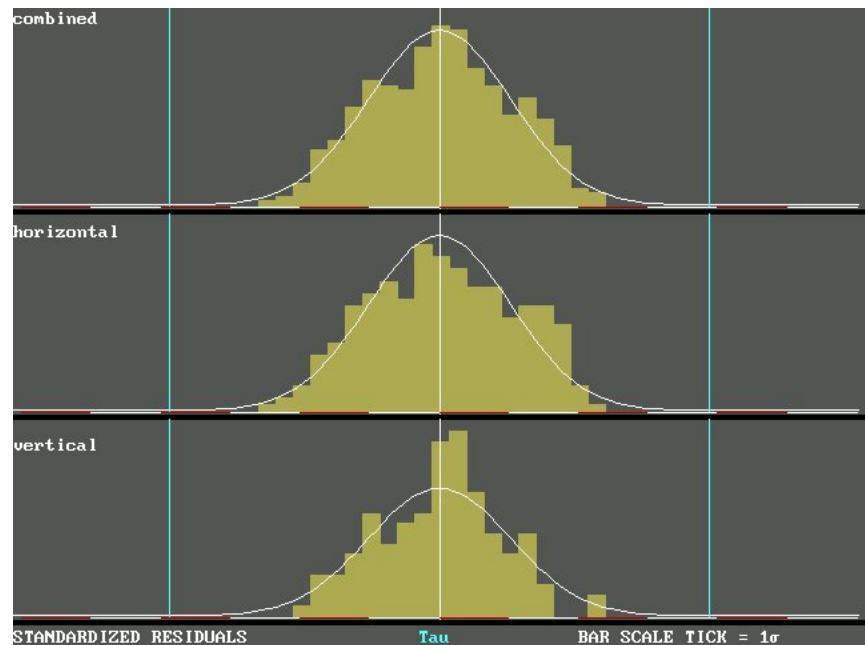 combined
horizontal
vertical
STANDARDIZED RESIDUALS Tau BAR SCALE TICK = 1σ